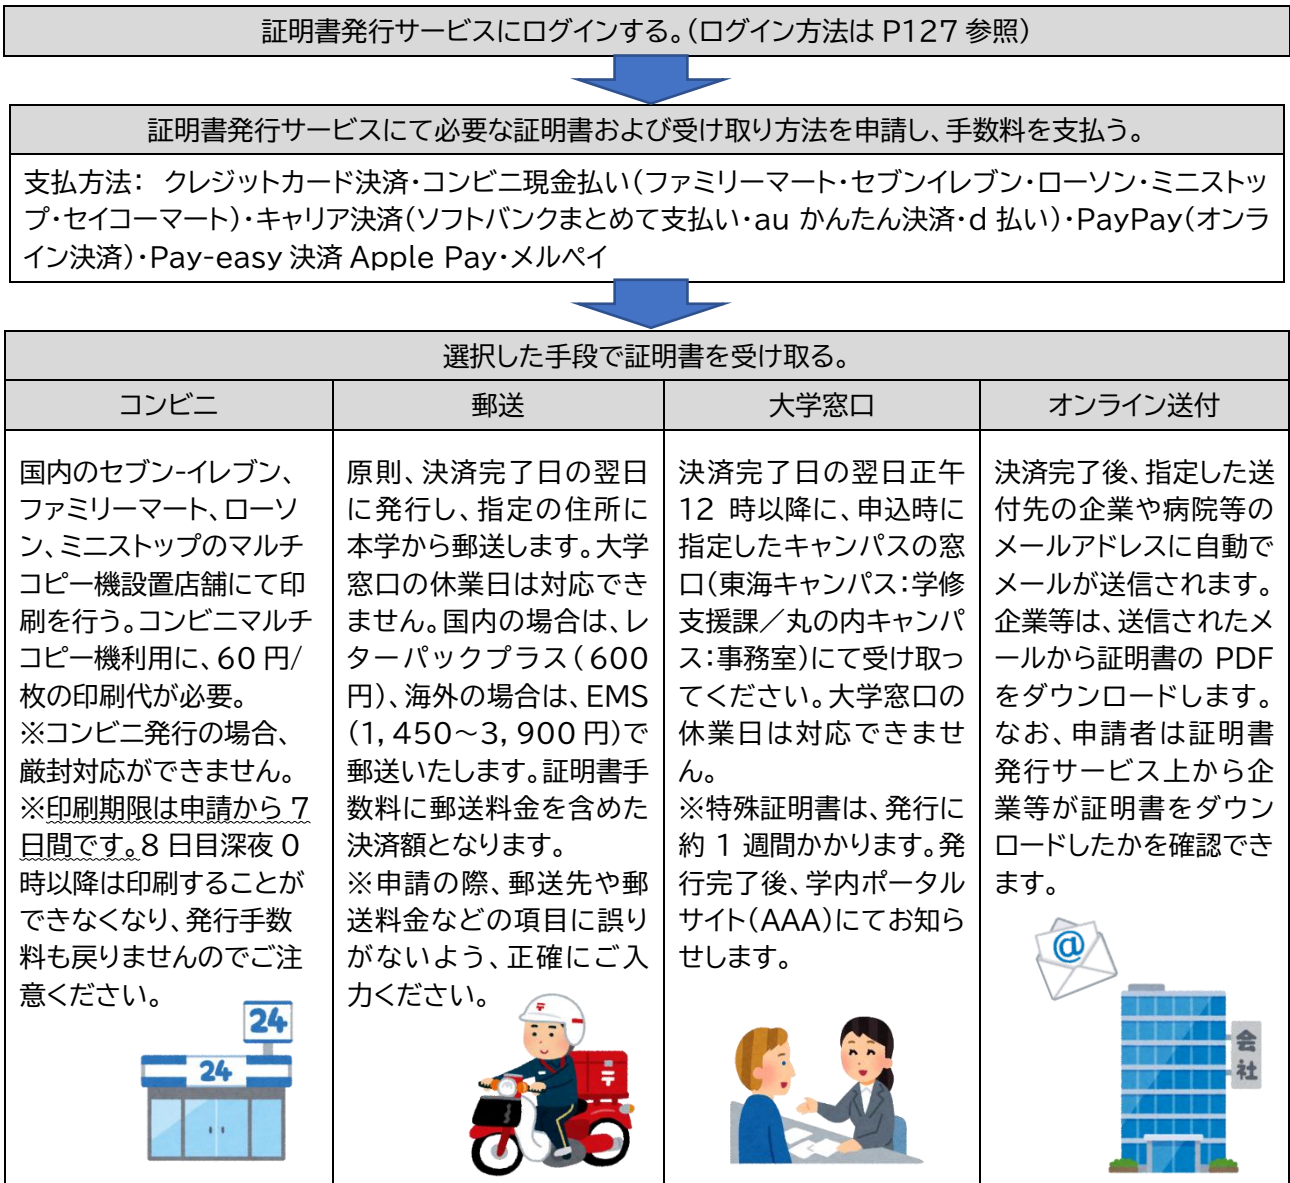 証明書発行サービスにログインする。(ログイン方法は P127 参照)
証明書発行サービスにて必要な証明書および受け取り方法を申請し、手数料を支払う。
支払方法： クレジットカード決済・コンビニ現金払い(ファミリーマート・セブンイレブン・ローソン・ミニストッ
プ・セイコーマート)・キャリア決済(ソフトバンクまとめて支払い・au かんたん決済・d 払い)・PayPay(オンラ
イン決済)・Pay-easy 決済 Apple Pay・メルペイ
選択した手段で証明書を受け取る。
コンビニ
国内のセブン-イレブン、
ファミリーマート、ローソ
ン、ミニストップのマルチ
コピー機設置店舗にて印
刷を行う。コンビニマルチ
コピー機利用に、60 円/
枚の印刷代が必要。
※コンビニ発行の場合、
厳封対応ができません。
※印刷期限は申請から 7
日間です。8 日目深夜 0
時以降は印刷することが
できなくなり、発行手数
料も戻りませんのでご注
意ください。
24
24
郵送
原則、決済完了日の翌日
に発行し、指定の住所に
本学から郵送します。大学
窓口の休業日は対応でき
ません。国内の場合は、レ
ターパックプラス(600
円)、海外の場合は、EMS
(1,450～3,900 円)で
郵送いたします。証明書手
数料に郵送料金を含めた
決済額となります。
※申請の際、郵送先や郵
送料金などの項目に誤り
がないよう、正確にご入
力ください。
大学窓口
決済完了日の翌日正午
12 時以降に、申込時に
指定したキャンパスの窓
口(東海キャンパス：学修
支援課／丸の内キャンパ
ス：事務室)にて受け取っ
てください。大学窓口の
休業日は対応できませ
ん。
※特殊証明書は、発行に
約 1 週間かかります。発
行完了後、学内ポータル
サイト(AAA)にてお知ら
せします。
オンライン送付
決済完了後、指定した送
付先の企業や病院等の
メールアドレスに自動で
メールが送信されます。
企業等は、送信されたメ
ールから証明書の PDF
をダウンロードします。
なお、申請者は証明書
発行サービス上から企
業等が証明書をダウン
ロードしたかを確認でき
ます。
@
会社